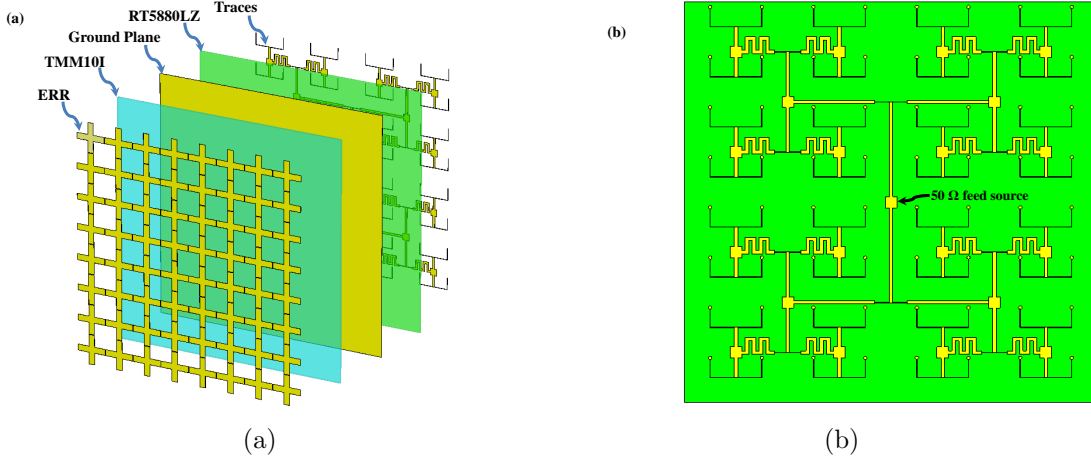 (a)
RT5880LZ
Traces
Ground Plane
TMM10I
ERR
(b)
50 Ω feed source
(a)
(b)